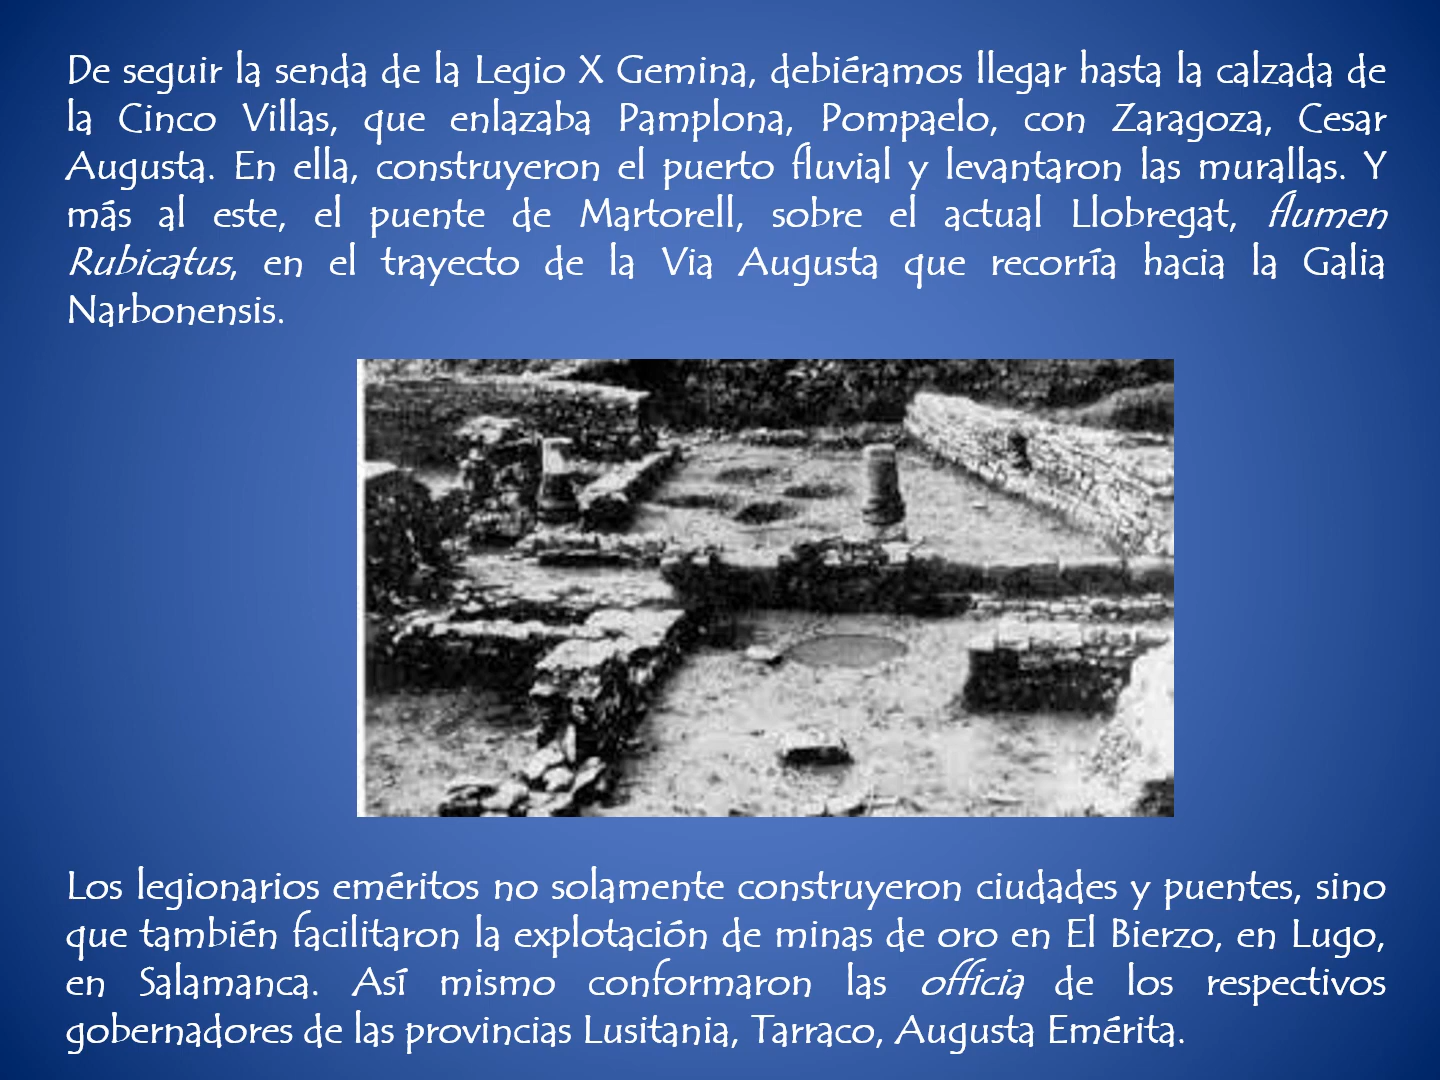 De seguir la senda de la Legio X Gemina, debiéramos llegar hasta la calzada de
la Cinco Villas, que enlazaba Pamplona, Pompaelo, con Zaragoza, Cesar
Augusta. En ella, construyeron el puerto fluvial y levantaron las murallas. Y
más al este, el puente de Martorell, sobre el actual Llobregat, flumen
Rubicatus, en el trayecto de la Via Augusta que recorría hacia la Galia
Narbonensis.
Los legionarios eméritos no solamente construyeron ciudades y puentes, sino
que también facilitaron la explotación de minas de oro en El Bierzo, en Lugo,
en Salamanca. Así mismo conformaron las officia de los respectivos
gobernadores de las provincias Lusitania, Tarraco, Augusta Emérita.